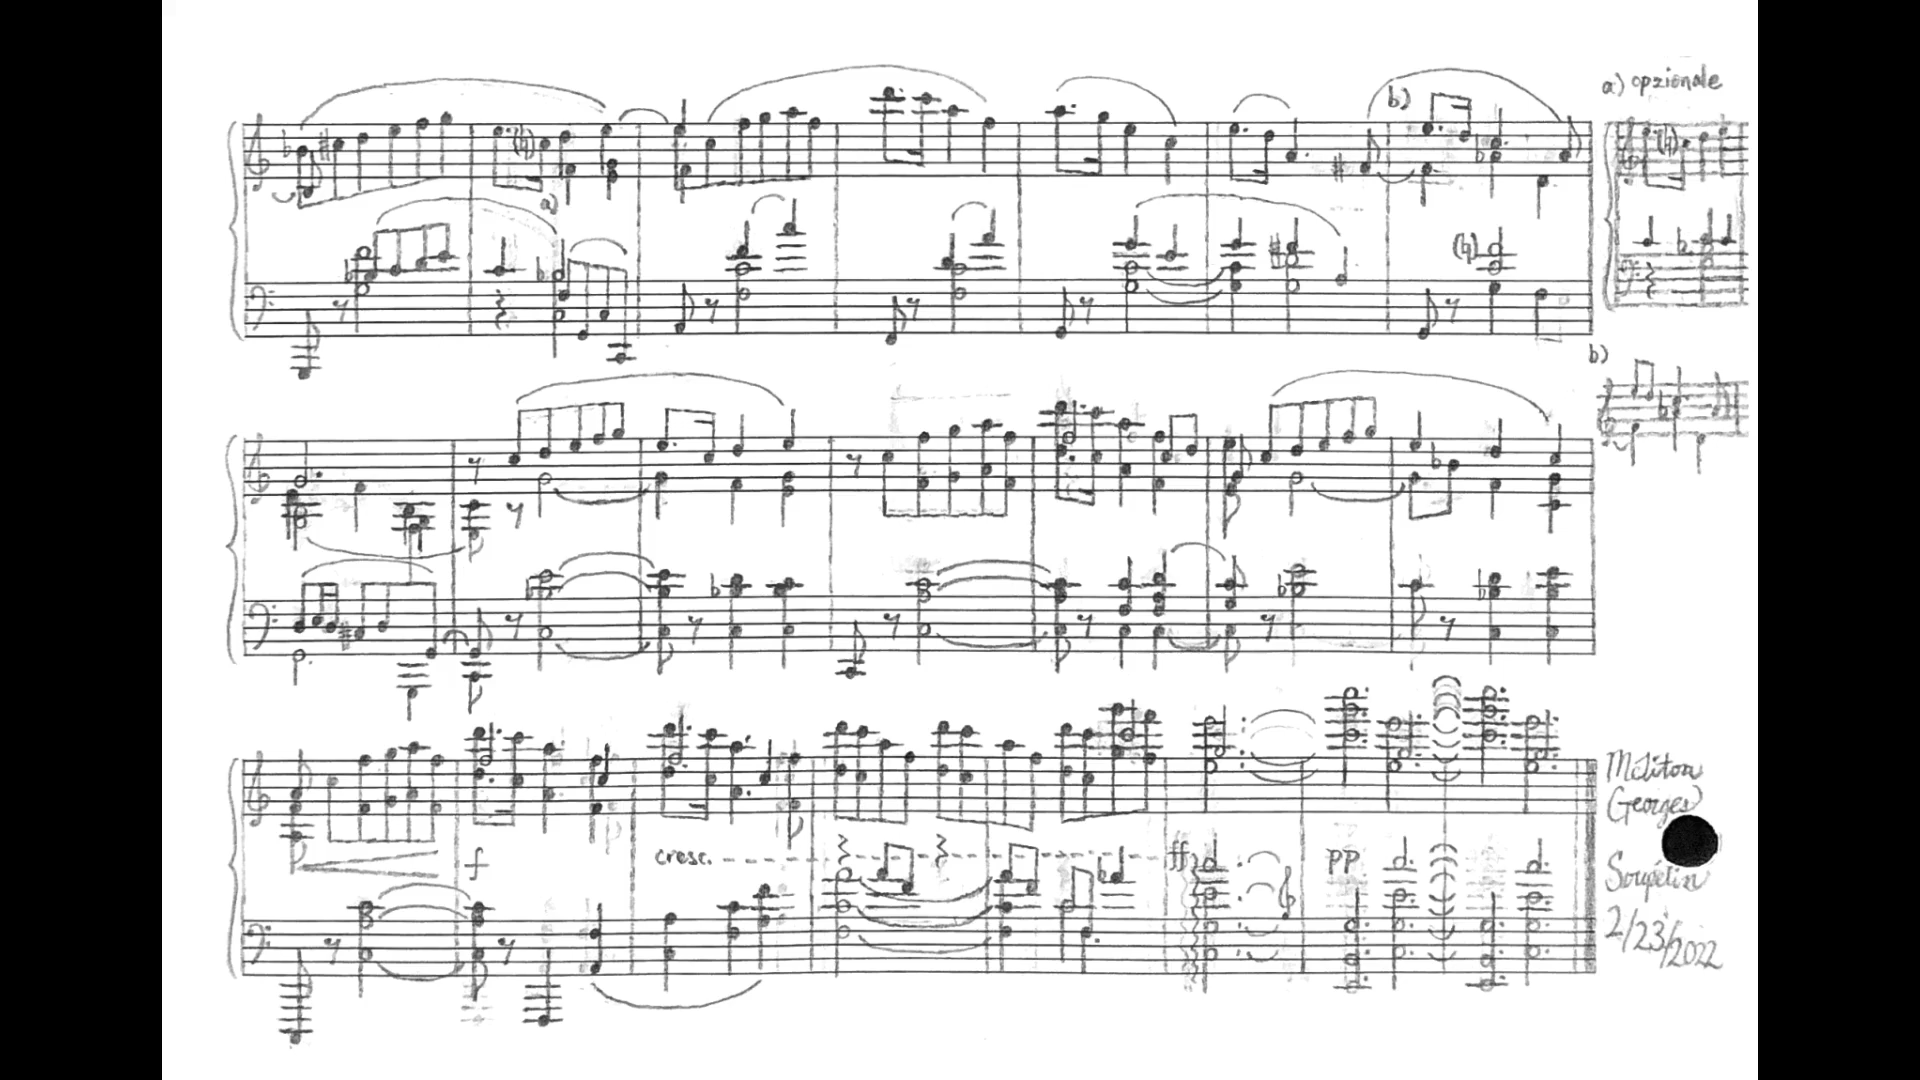 b)
a) opzionale
a)
b)
f
cresc.
ff
pp
Méliton
(Georges)
Soupélin
2/23/2022